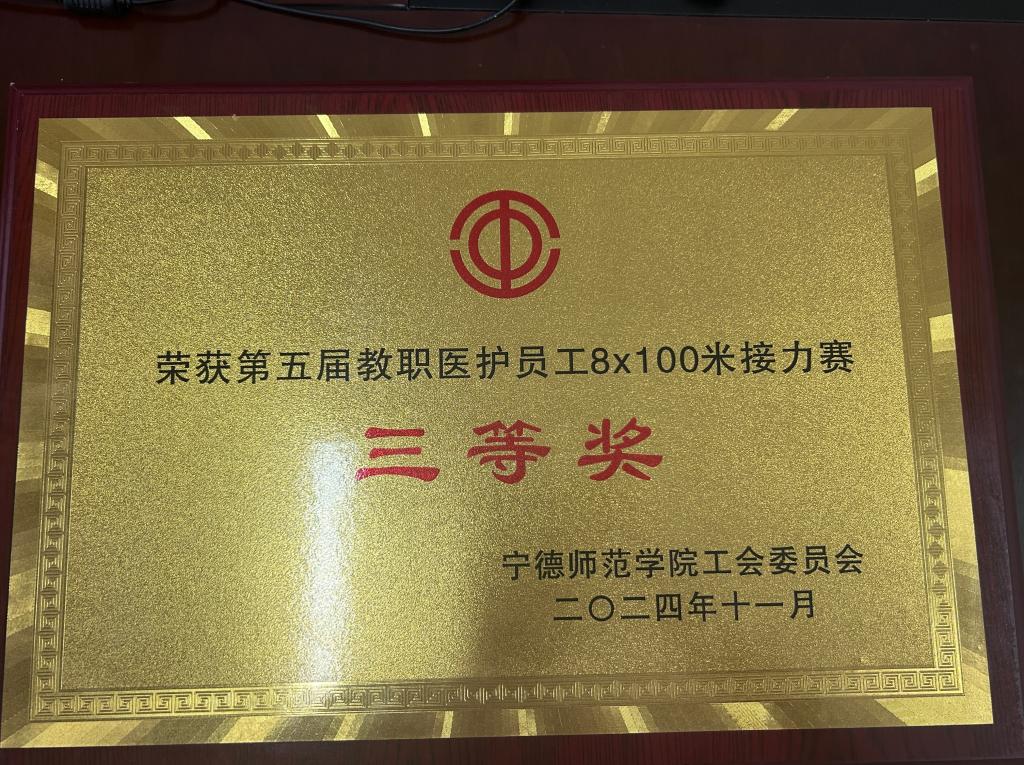 荣获第五届教职医护员工8x100米接力赛
三等奖
宁德师范学院工会委员会
二〇二四年十一月